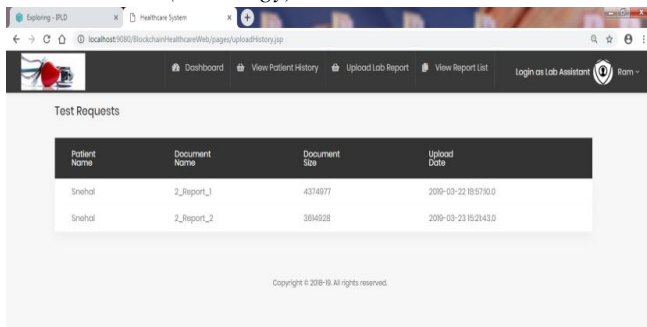 Exploring - IPLD
Healthcare System
localhost:9080/BlockchainHealthcareWeb/pages/uploadHistory.jsp
Dashboard View Patient History Upload Lab Report View Report List Login as Lab Assistant Ram
Test Requests
Patient Name Document Name Document Size Upload Date
Snehal 2_Report_1 4374977 2019-03-22 18:57:10.0
Snehal 2_Report_2 3614928 2019-03-23 15:21:43.0
Copyright © 2018-19. All rights reserved.